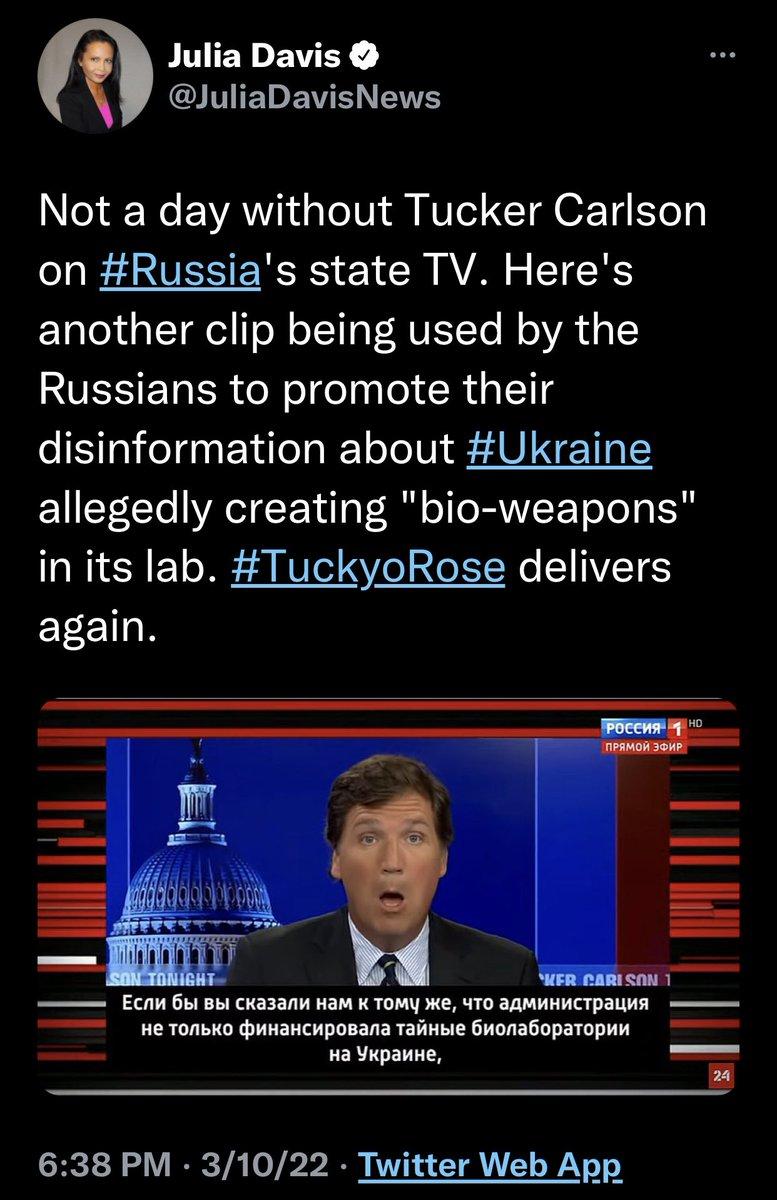 Julia Davis
@JuliaDavisNews
Not a day without Tucker Carlson
on #Russia's state TV. Here's
another clip being used by the
Russians to promote their
disinformation about #Ukraine
allegedly creating "bio-weapons"
in its lab. #TuckyoRose delivers
again.
РОССИЯ 1 HD
ПРЯМОЙ ЭФИР
SON TONIGHT
KER CARLSON T
Если бы вы сказали нам к тому же, что администрация
не только финансировала тайные биолаборатории
на Украине,
24
6:38 PM · 3/10/22 · Twitter Web App